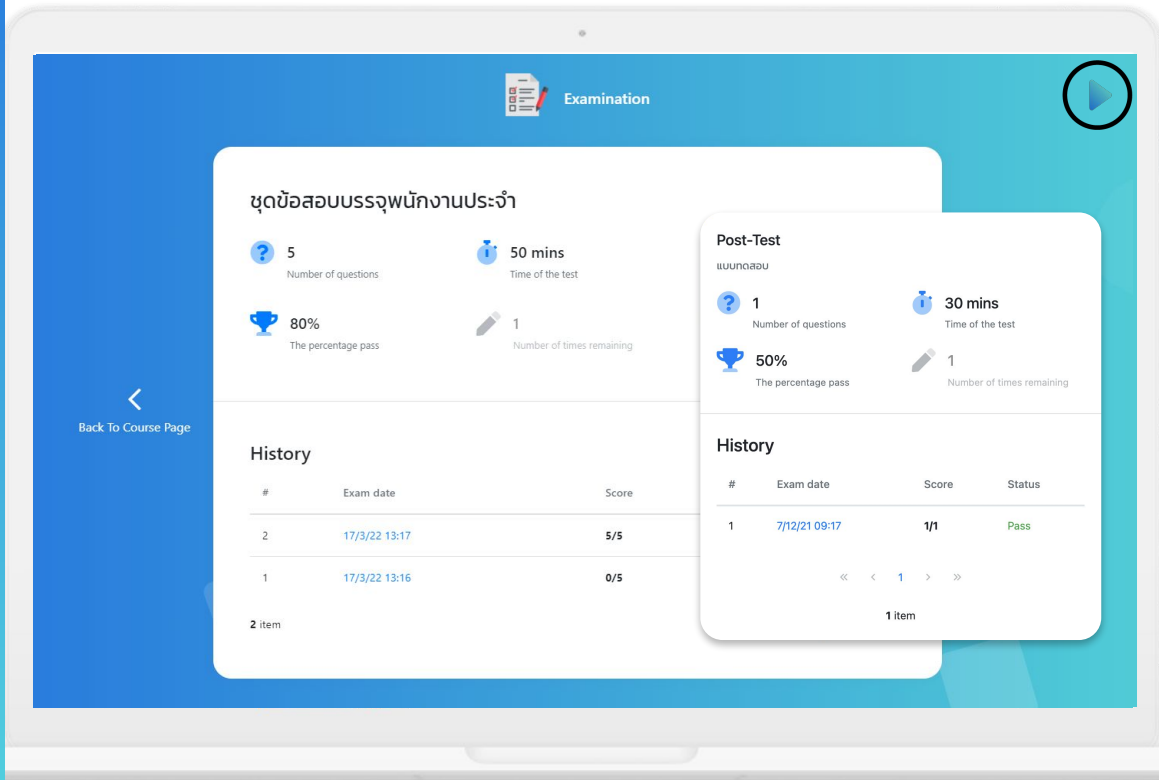 Examination
ชุดข้อสอบบรรจุพนักงานประจำ
5
Number of questions
50 mins
Time of the test
80%
The percentage pass
1
Number of times remaining
Back To Course Page
History
# Exam date Score
2 17/3/22 13:17 5/5
1 17/3/22 13:16 0/5
2 item
Post-Test
แบบทดสอบ
1
Number of questions
30 mins
Time of the test
50%
The percentage pass
1
Number of times remaining
History
# Exam date Score Status
1 7/12/21 09:17 1/1 Pass
« < 1 > »
1 item